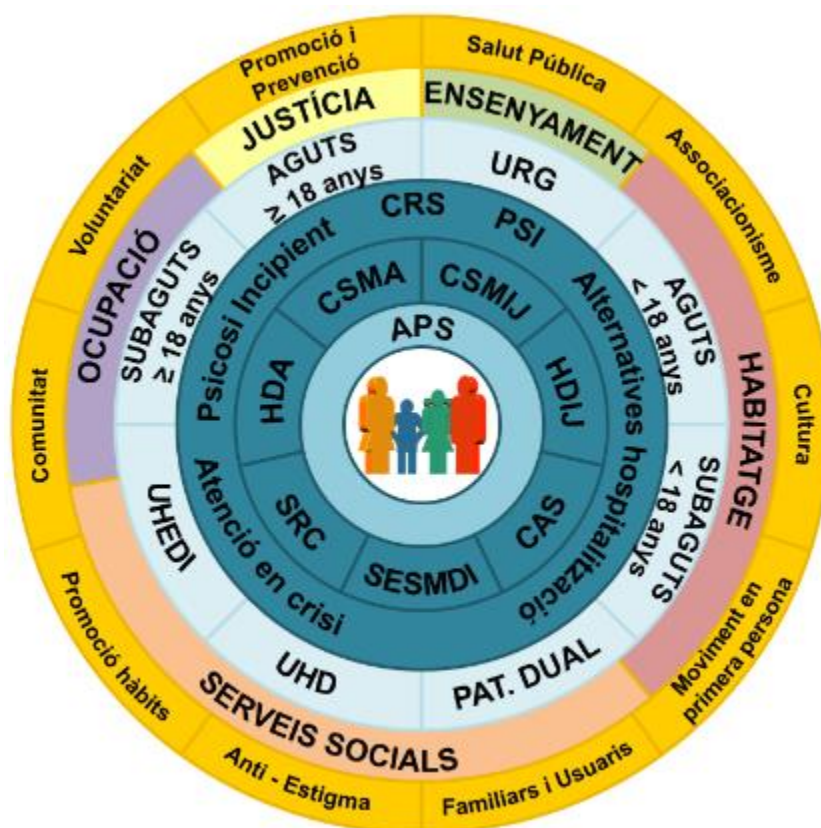 Promoció i
Prevenció
Salut Pública
Associacionisme
Cultura
Moviment en
primera persona
Familiars i Usuaris
Anti - Estigma
Promoció hàbits
Comunitat
Voluntariat
JUSTÍCIA
ENSENYAMENT
HABITATGE
SERVEIS SOCIALS
OCUPACIÓ
AGUTS
≥ 18 anys
URG
AGUTS
< 18 anys
SUBAGUTS
< 18 anys
PAT. DUAL
UHD
UHEDI
SUBAGUTS
≥ 18 anys
CRS
PSI
Alternatives hospitalització
Atenció en crisi
Psicosi Incipient
CSMA
CSMIJ
HDIJ
CAS
SESMDI
SRC
HDA
APS